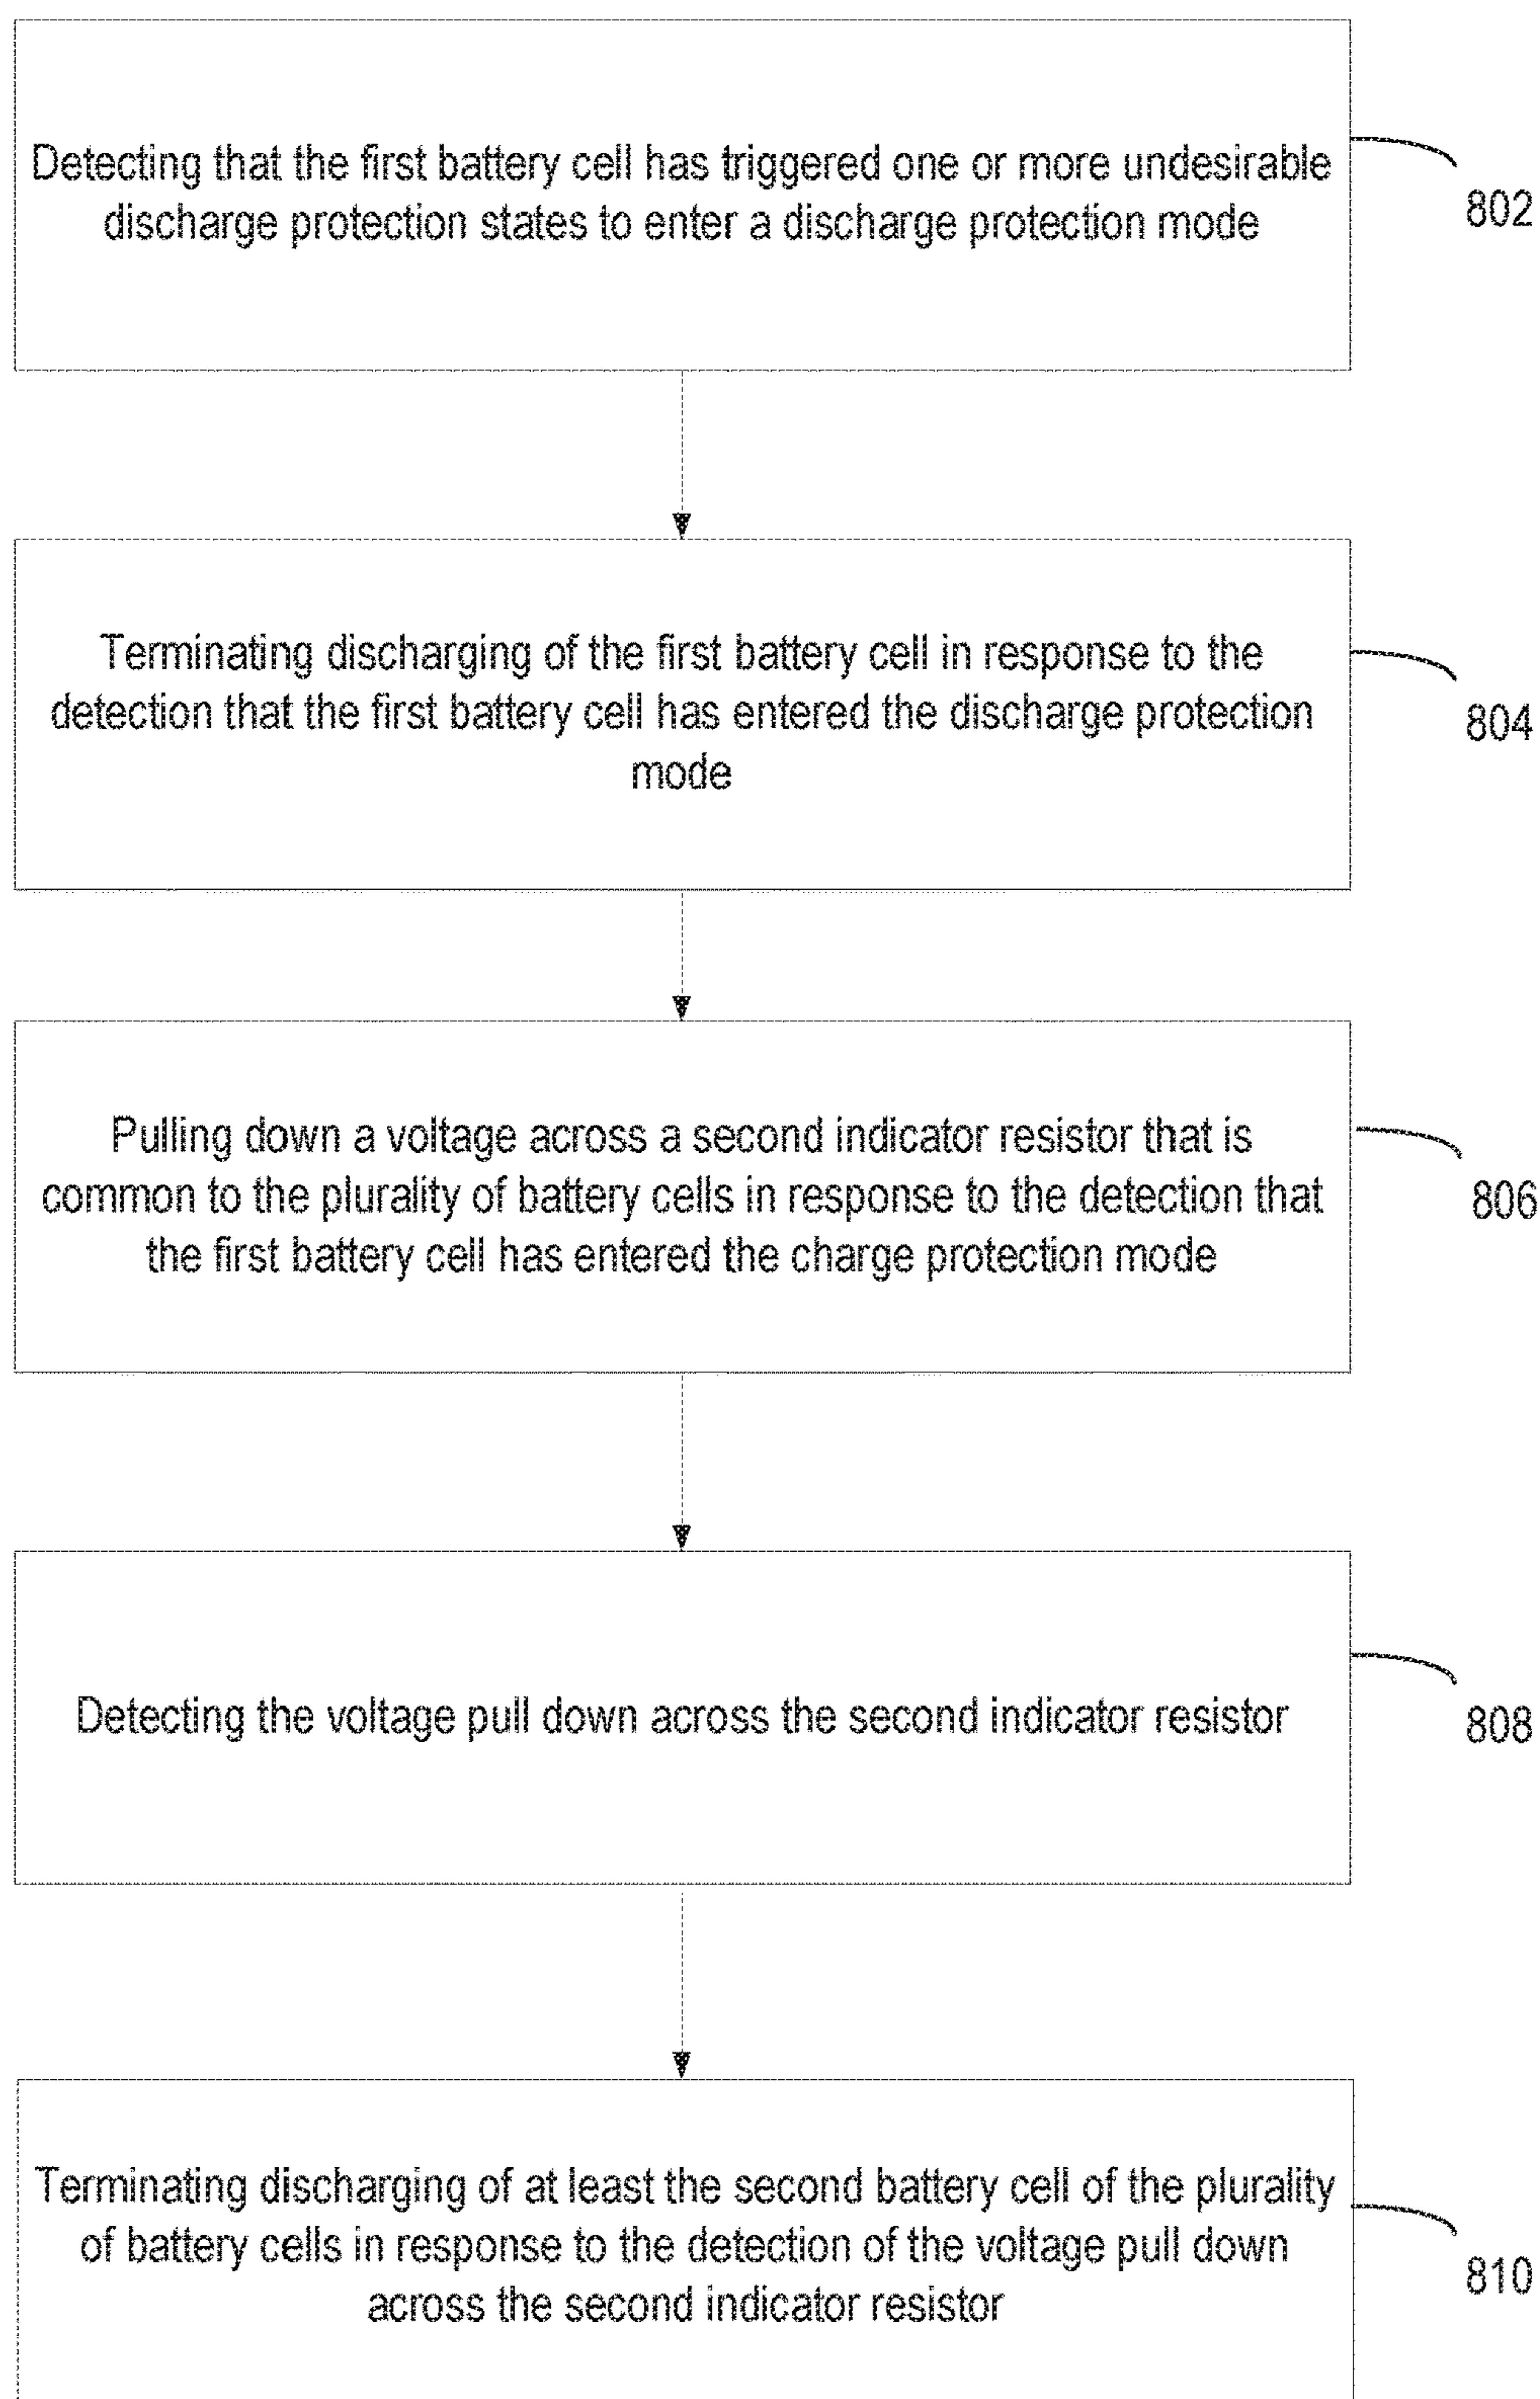 Detecting that the first battery cell has triggered one or more undesirable
discharge protection states to enter a discharge protection mode
802
Terminating discharging of the first battery cell in response to the
detection that the first battery cell has entered the discharge protection
mode
804
Pulling down a voltage across a second indicator resistor that is
common to the plurality of battery cells in response to the detection that
the first battery cell has entered the charge protection mode
806
Detecting the voltage pull down across the second indicator resistor
808
Terminating discharging of at least the second battery cell of the plurality
of battery cells in response to the detection of the voltage pull down
across the second indicator resistor
810